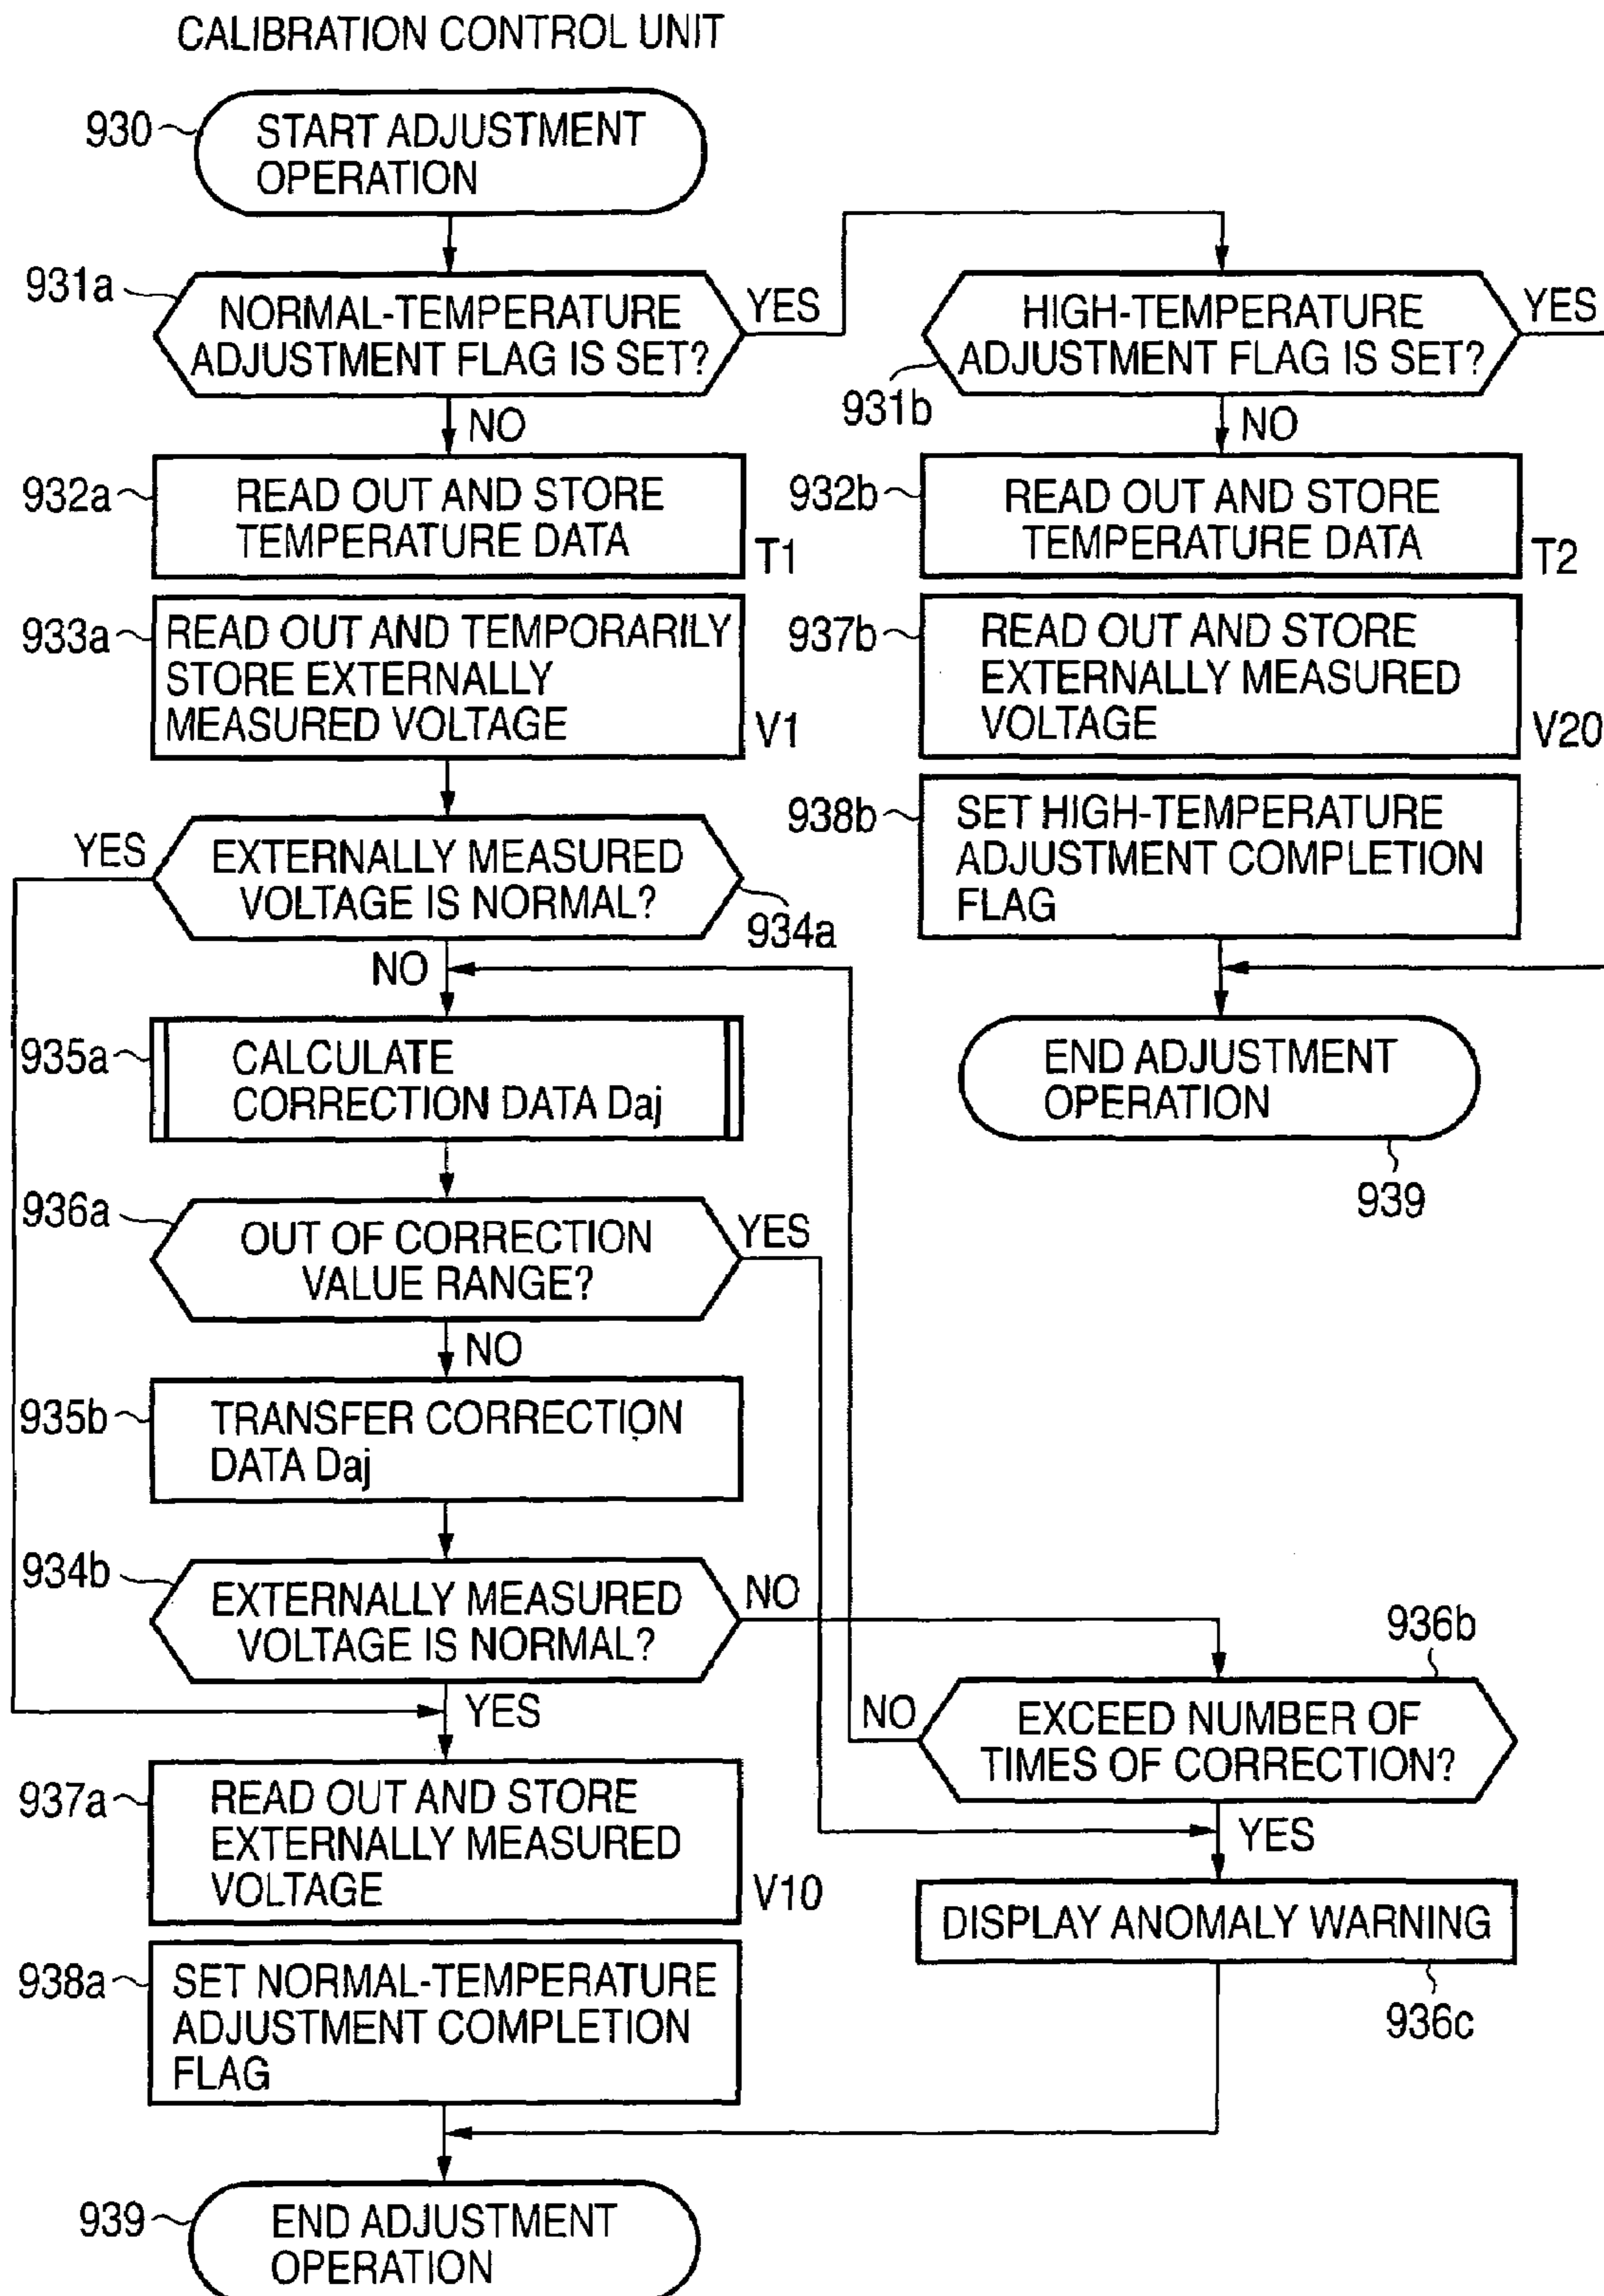 CALIBRATION CONTROL UNIT
930
START ADJUSTMENT
OPERATION
931a
NORMAL-TEMPERATURE
ADJUSTMENT FLAG IS SET?
YES
NO
HIGH-TEMPERATURE
ADJUSTMENT FLAG IS SET?
YES
931b
NO
932a
READ OUT AND STORE
TEMPERATURE DATA
T1
932b
READ OUT AND STORE
TEMPERATURE DATA
T2
933a
READ OUT AND TEMPORARILY
STORE EXTERNALLY
MEASURED VOLTAGE
V1
937b
READ OUT AND STORE
EXTERNALLY MEASURED
VOLTAGE
V20
938b
SET HIGH-TEMPERATURE
ADJUSTMENT COMPLETION
FLAG
YES
EXTERNALLY MEASURED
VOLTAGE IS NORMAL?
934a
NO
935a
CALCULATE
CORRECTION DATA Daj
END ADJUSTMENT
OPERATION
939
936a
OUT OF CORRECTION
VALUE RANGE?
YES
NO
935b
TRANSFER CORRECTION
DATA Daj
934b
EXTERNALLY MEASURED
VOLTAGE IS NORMAL?
NO
YES
936b
NO
EXCEED NUMBER OF
TIMES OF CORRECTION?
YES
937a
READ OUT AND STORE
EXTERNALLY MEASURED
VOLTAGE
V10
DISPLAY ANOMALY WARNING
936c
938a
SET NORMAL-TEMPERATURE
ADJUSTMENT COMPLETION
FLAG
939
END ADJUSTMENT
OPERATION